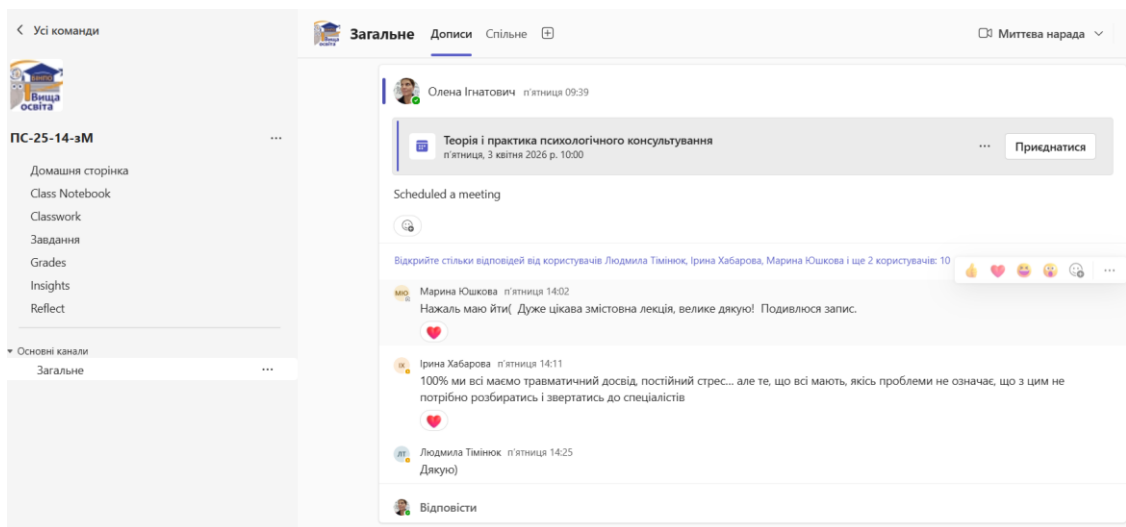 Усі команди
ВІНПО
Вища
освіта
ПС-25-14-зМ
Домашня сторінка
Class Notebook
Classwork
Завдання
Grades
Insights
Reflect
Основні канали
Загальне
Вища
освіта
Загальне Дописи Спільне
Миттєва нарада
Олена Ігнатович п'ятниця 09:39
Теорія і практика психологічного консультування
п'ятниця, 3 квітня 2026 р. 10:00
Приєднатися
Scheduled a meeting
Відкрийте стільки відповідей від користувачів Людмила Тімінюк, Ірина Хабарова, Марина Юшкова і ще 2 користувачів: 10
МЮ Марина Юшкова п'ятниця 14:02
Нажаль маю йти( Дуже цікава змістовна лекція, велике дякую! Подивлюся запис.
ІХ Ірина Хабарова п'ятниця 14:11
100% ми всі маємо травматичний досвід, постійний стрес... але те, що всі мають, якісь проблеми не означає, що з цим не
потрібно розбиратись і звертатись до спеціалістів
ЛТ Людмила Тімінюк п'ятниця 14:25
Дякую)
Відповісти